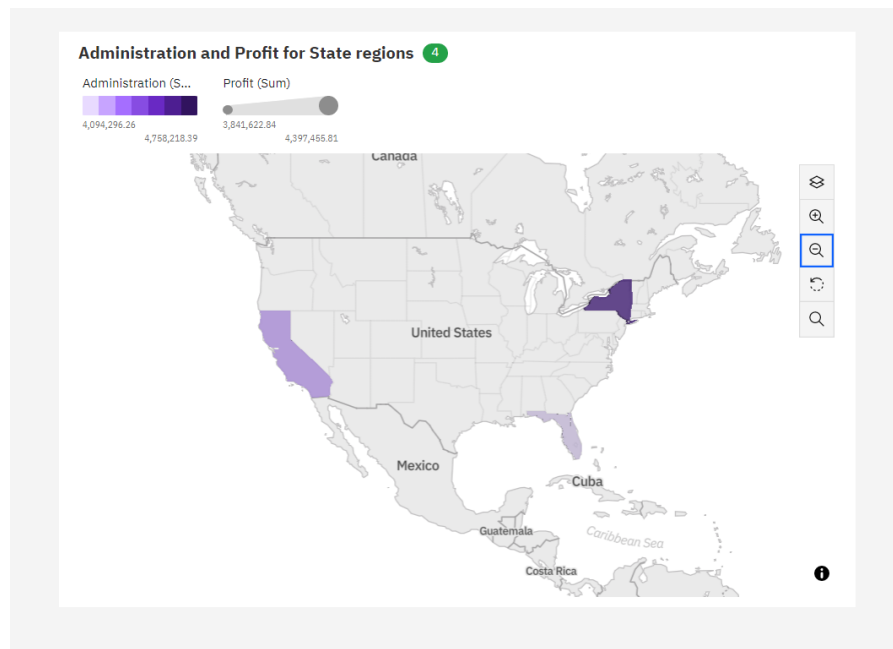 Administration and Profit for State regions 4
Administration (S... Profit (Sum)
4,094,296.26 3,841,622.84
4,758,218.39 4,397,455.81
Canada
United States
Mexico
Cuba
Guatemala
Caribbean Sea
Costa Rica